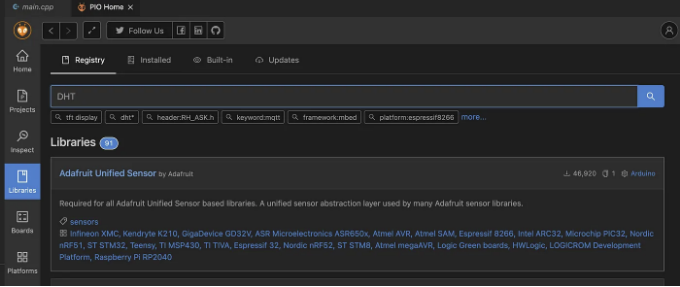 main.cpp
PIO Home
Follow Us
Home
Projects
Inspect
Libraries
Boards
Platforms
Registry
Installed
Built-in
Updates
DHT
tft display
dht*
header:RH_ASK.h
keyword:mqtt
framework:mbed
platform:espressif8266
more...
Libraries 91
Adafruit Unified Sensor by Adafruit
46,920 1 Arduino
Required for all Adafruit Unified Sensor based libraries. A unified sensor abstraction layer used by many Adafruit sensor libraries.
sensors
Infineon XMC, Kendryte K210, GigaDevice GD32V, ASR Microelectronics ASR650x, Atmel AVR, Atmel SAM, Espressif 8266, Intel ARC32, Microchip PIC32, Nordic
nRF51, ST STM32, Teensy, TI MSP430, TI TIVA, Espressif 32, Nordic nRF52, ST STM8, Atmel megaAVR, Logic Green boards, HWLogic, LOGICROM Development
Platform, Raspberry Pi RP2040